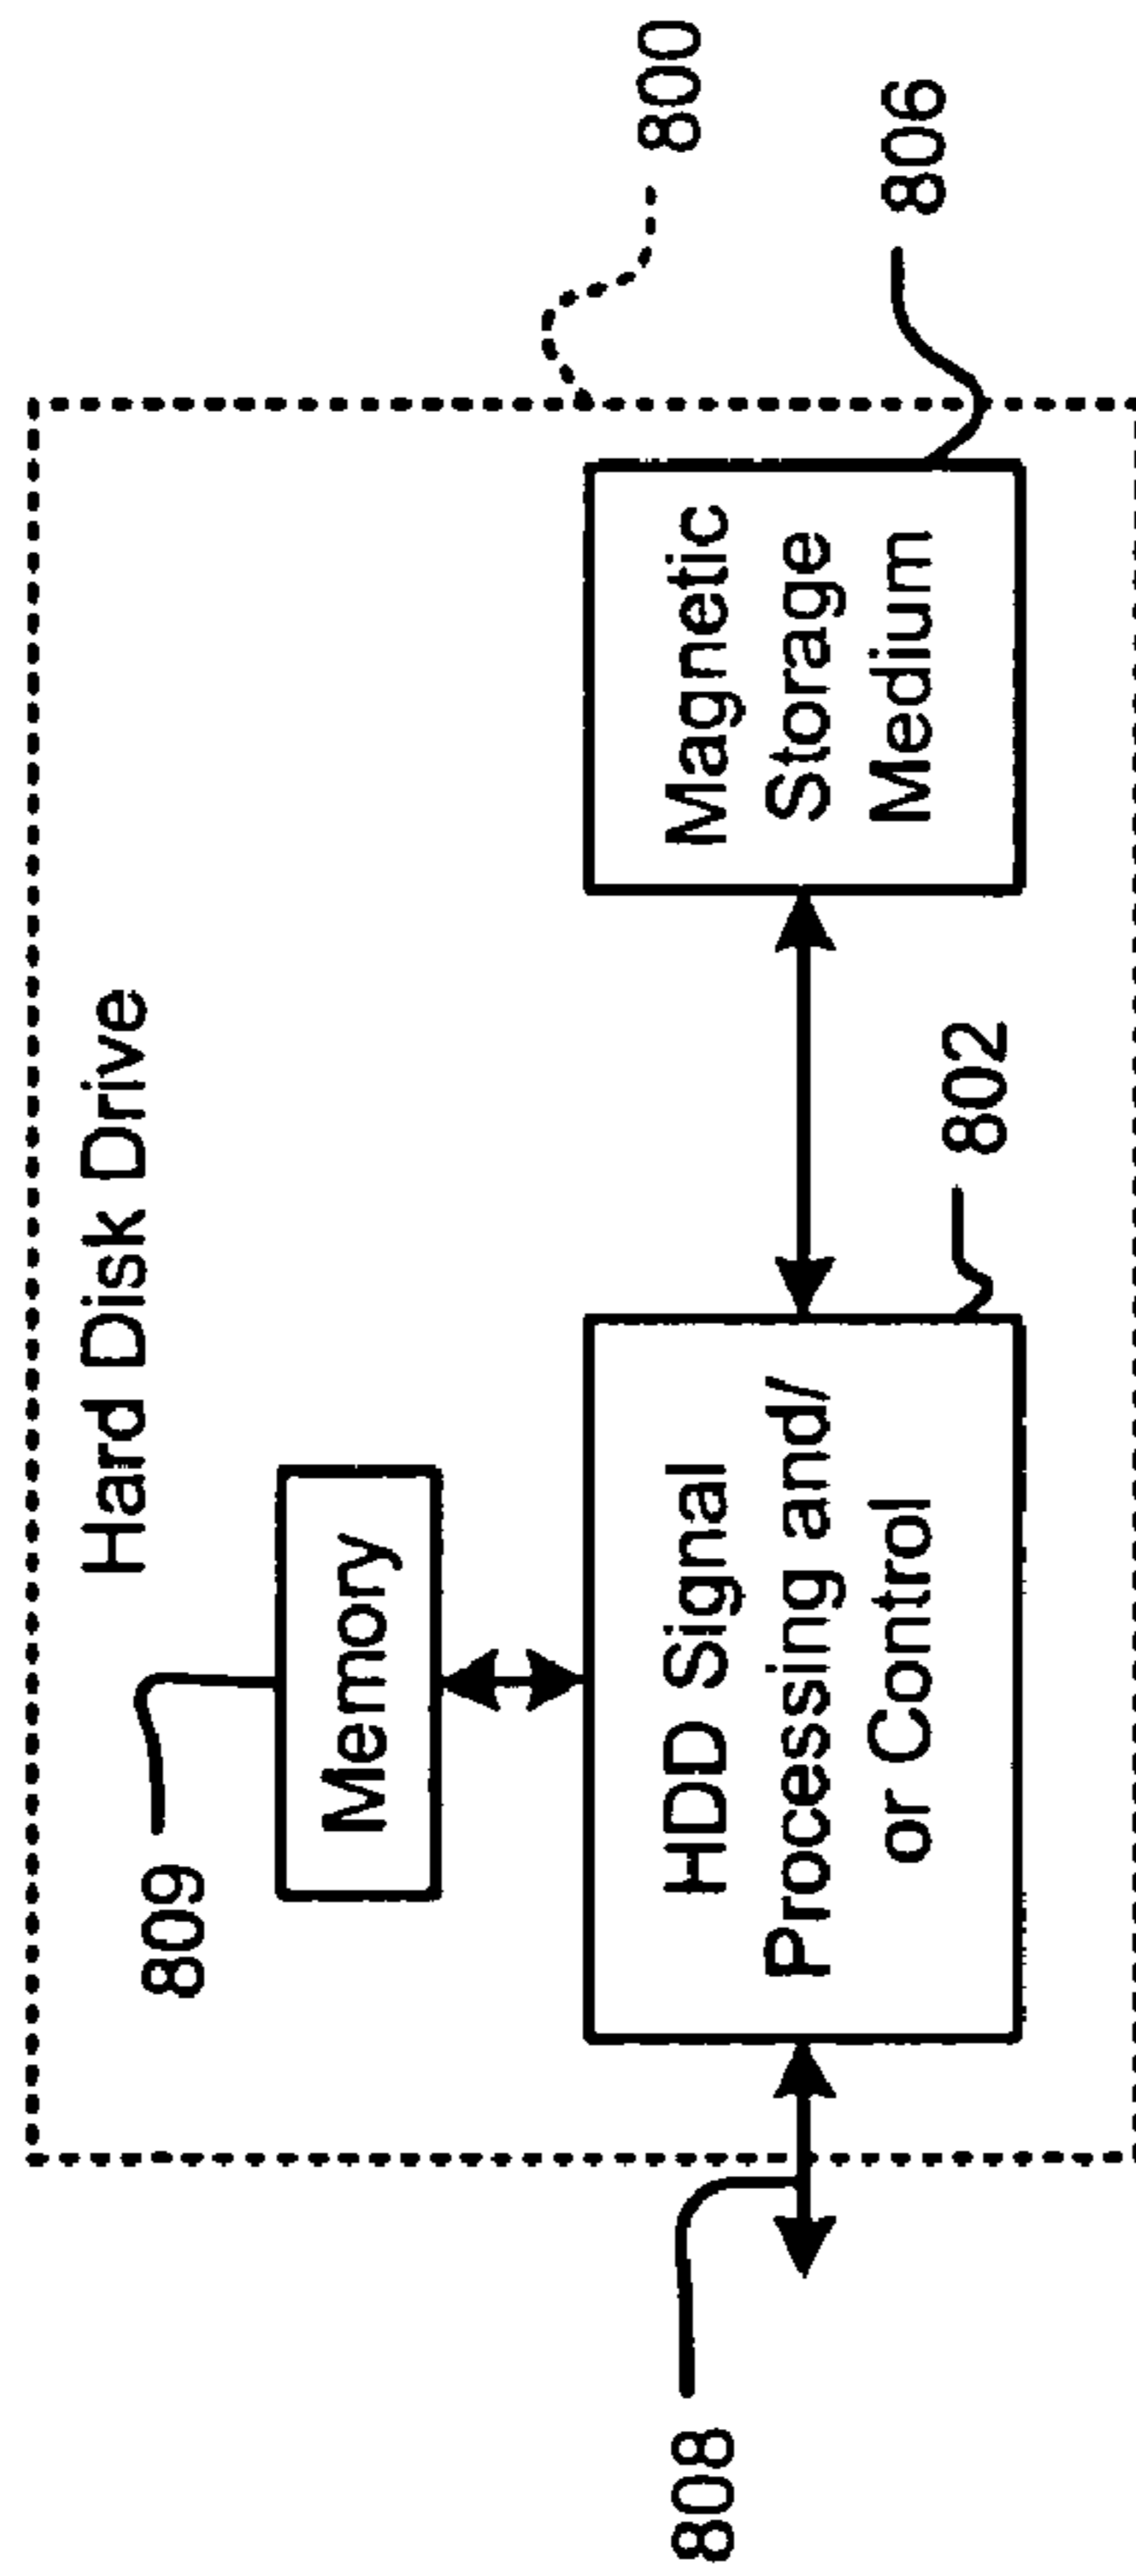 Hard Disk Drive
800
809
Memory
HDD Signal
Processing and/
or Control
802
Magnetic
Storage
Medium
806
808